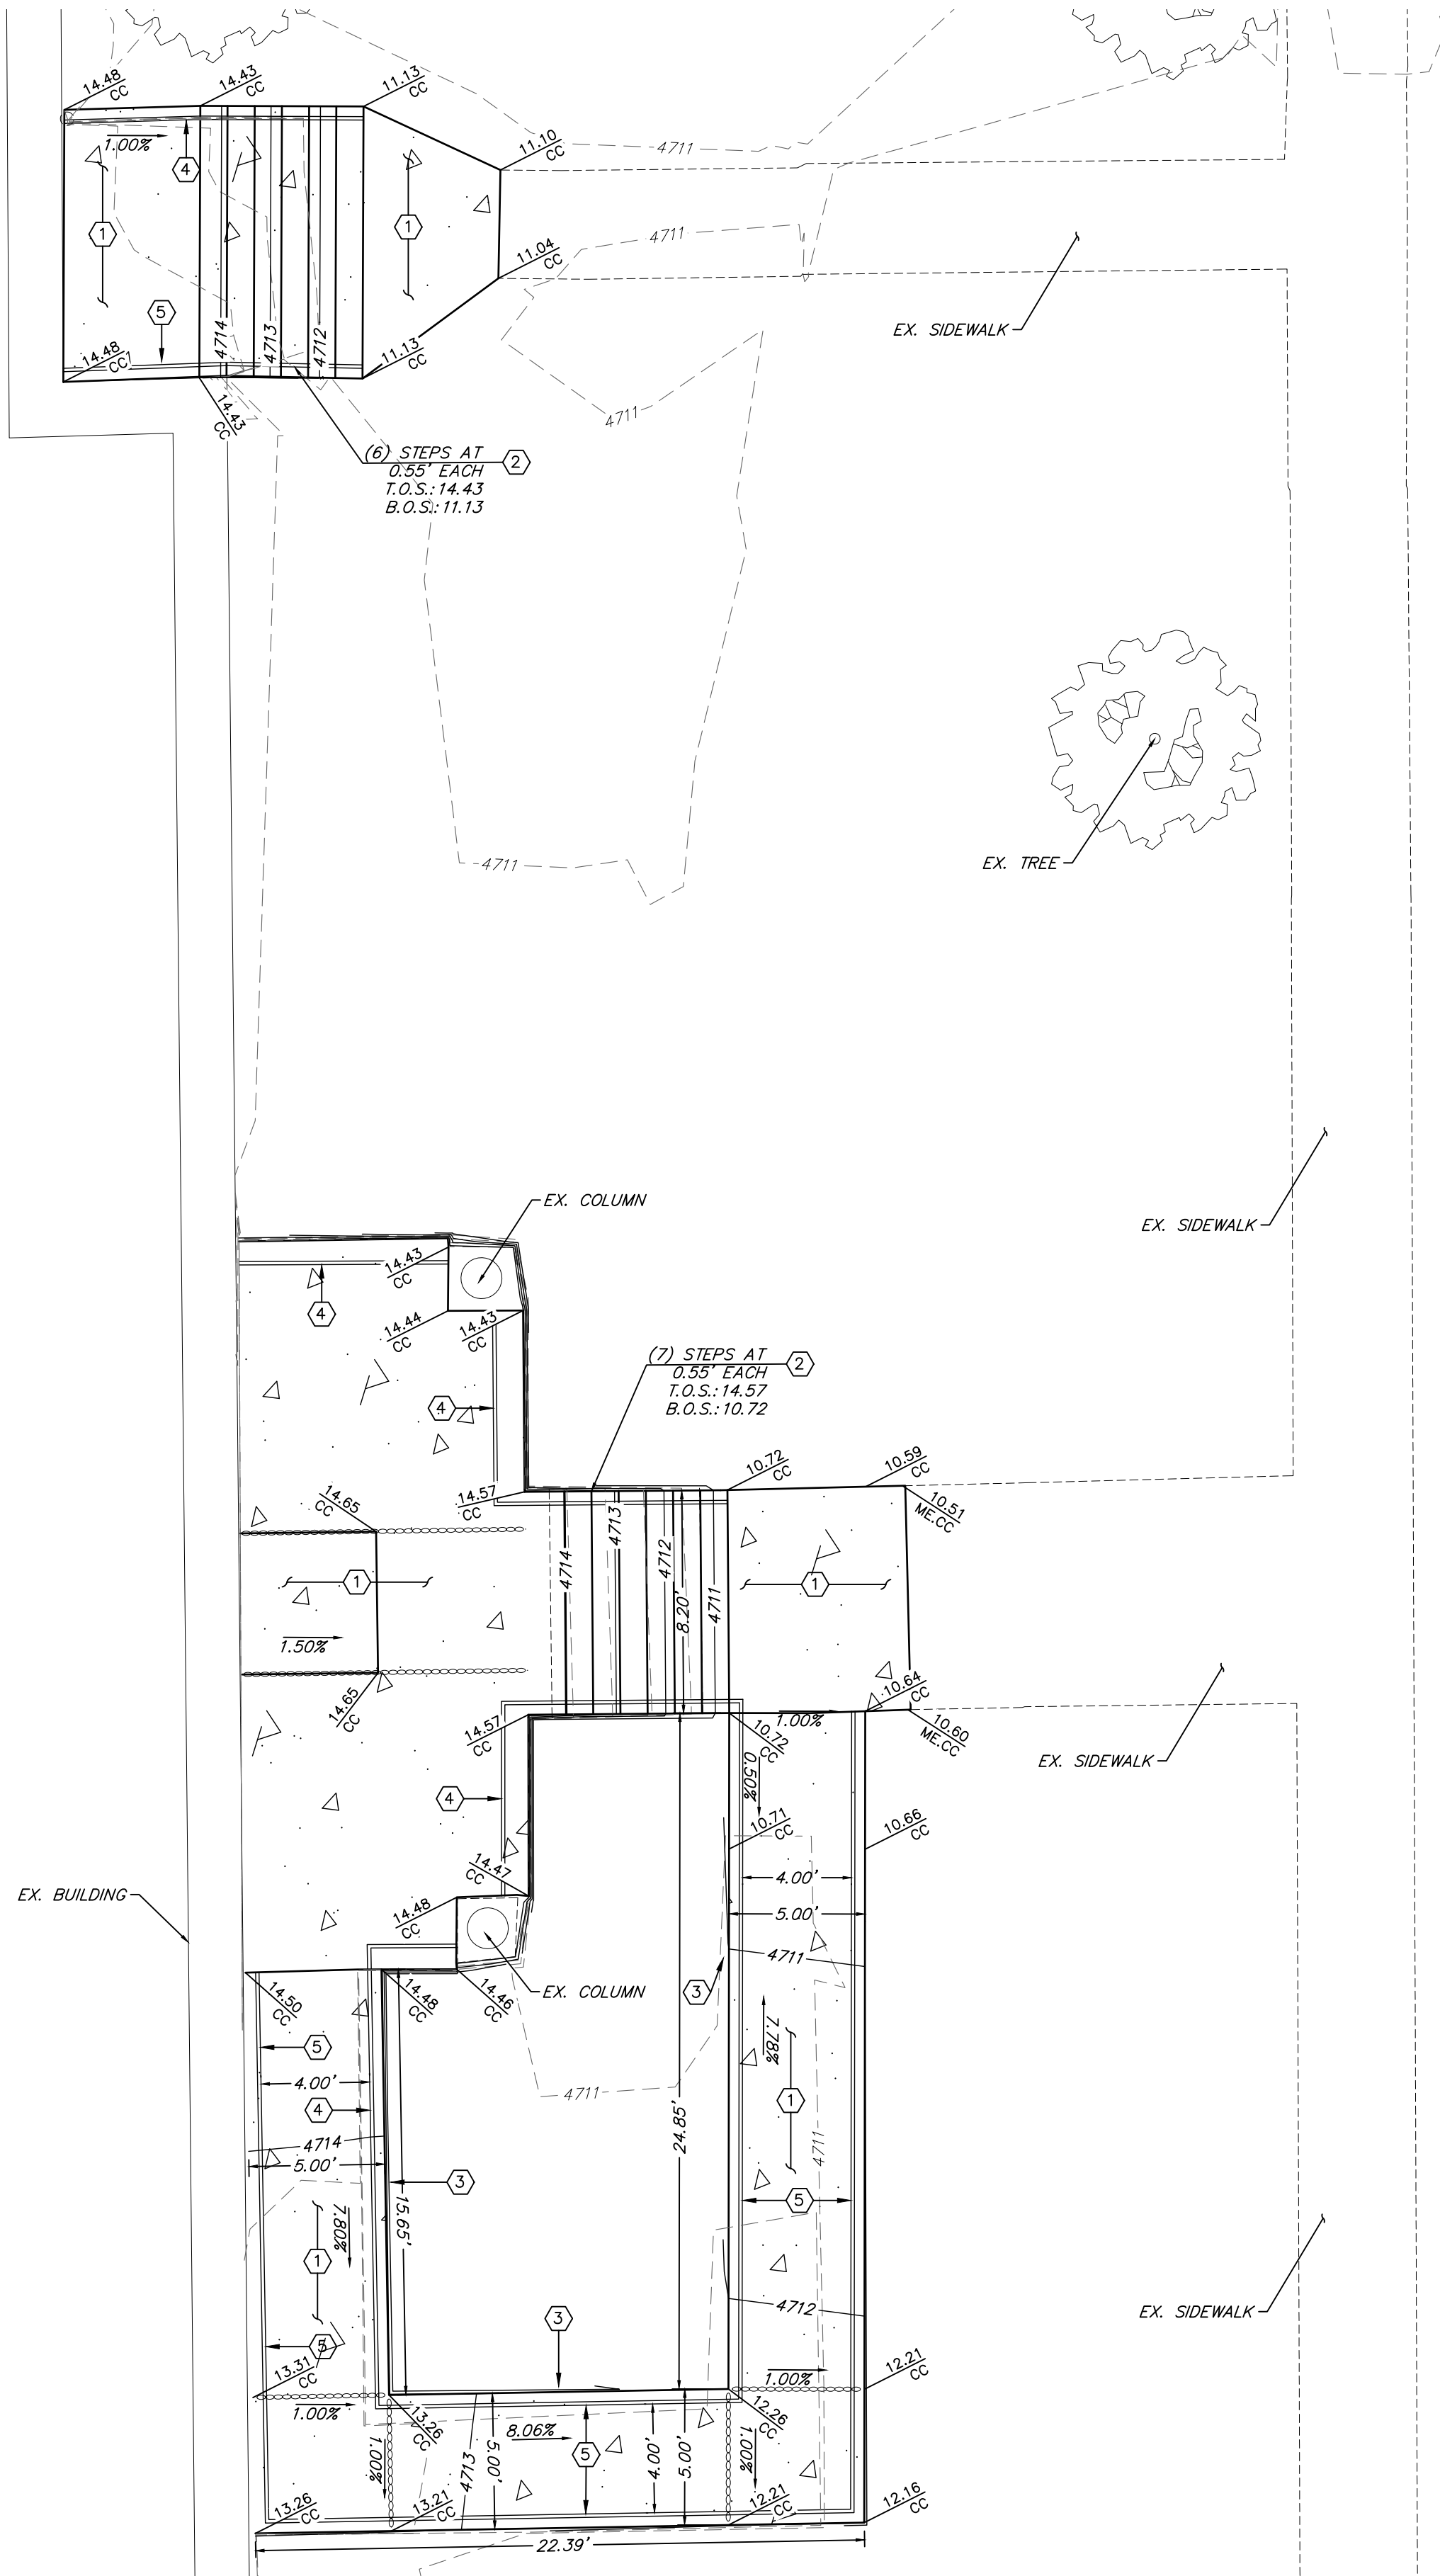 14.48
CC
14.43
CC
11.13
CC
1.00%
4
11.10
CC
4711
1
1
4711
11.04
CC
EX. SIDEWALK
5
4714
4713
4712
14.48
CC
11.13
CC
14.43
CC
4711
(6) STEPS AT
0.55' EACH
T.O.S.: 14.43
B.O.S.: 11.13
2
4711
EX. TREE
EX. COLUMN
EX. SIDEWALK
14.43
CC
4
14.44
CC
14.43
CC
(7) STEPS AT
0.55' EACH
T.O.S.: 14.57
B.O.S.: 10.72
2
4
10.72
CC
10.59
CC
14.57
CC
14.65
CC
10.51
ME.CC
4714
4713
4712
4711
8.20'
1
1
1.50%
14.65
CC
10.64
CC
14.57
CC
10.72
CC
1.00%
10.60
ME.CC
EX. SIDEWALK
0.50%
4
10.71
CC
10.66
CC
14.47
CC
4.00'
EX. BUILDING
14.48
CC
5.00'
4711
14.50
CC
14.48
CC
14.46
CC
EX. COLUMN
3
5
7.78%
4.00'
4711
1
4
24.85'
4711
4714
5.00'
3
5
15.65'
7.80%
1
4712
3
EX. SIDEWALK
5
13.31
CC
12.21
CC
1.00%
1.00%
13.26
CC
12.26
CC
8.06%
1.00%
4713
5.00'
5
4.00'
5.00'
1.00%
13.26
CC
13.21
CC
12.21
CC
12.16
CC
22.39'